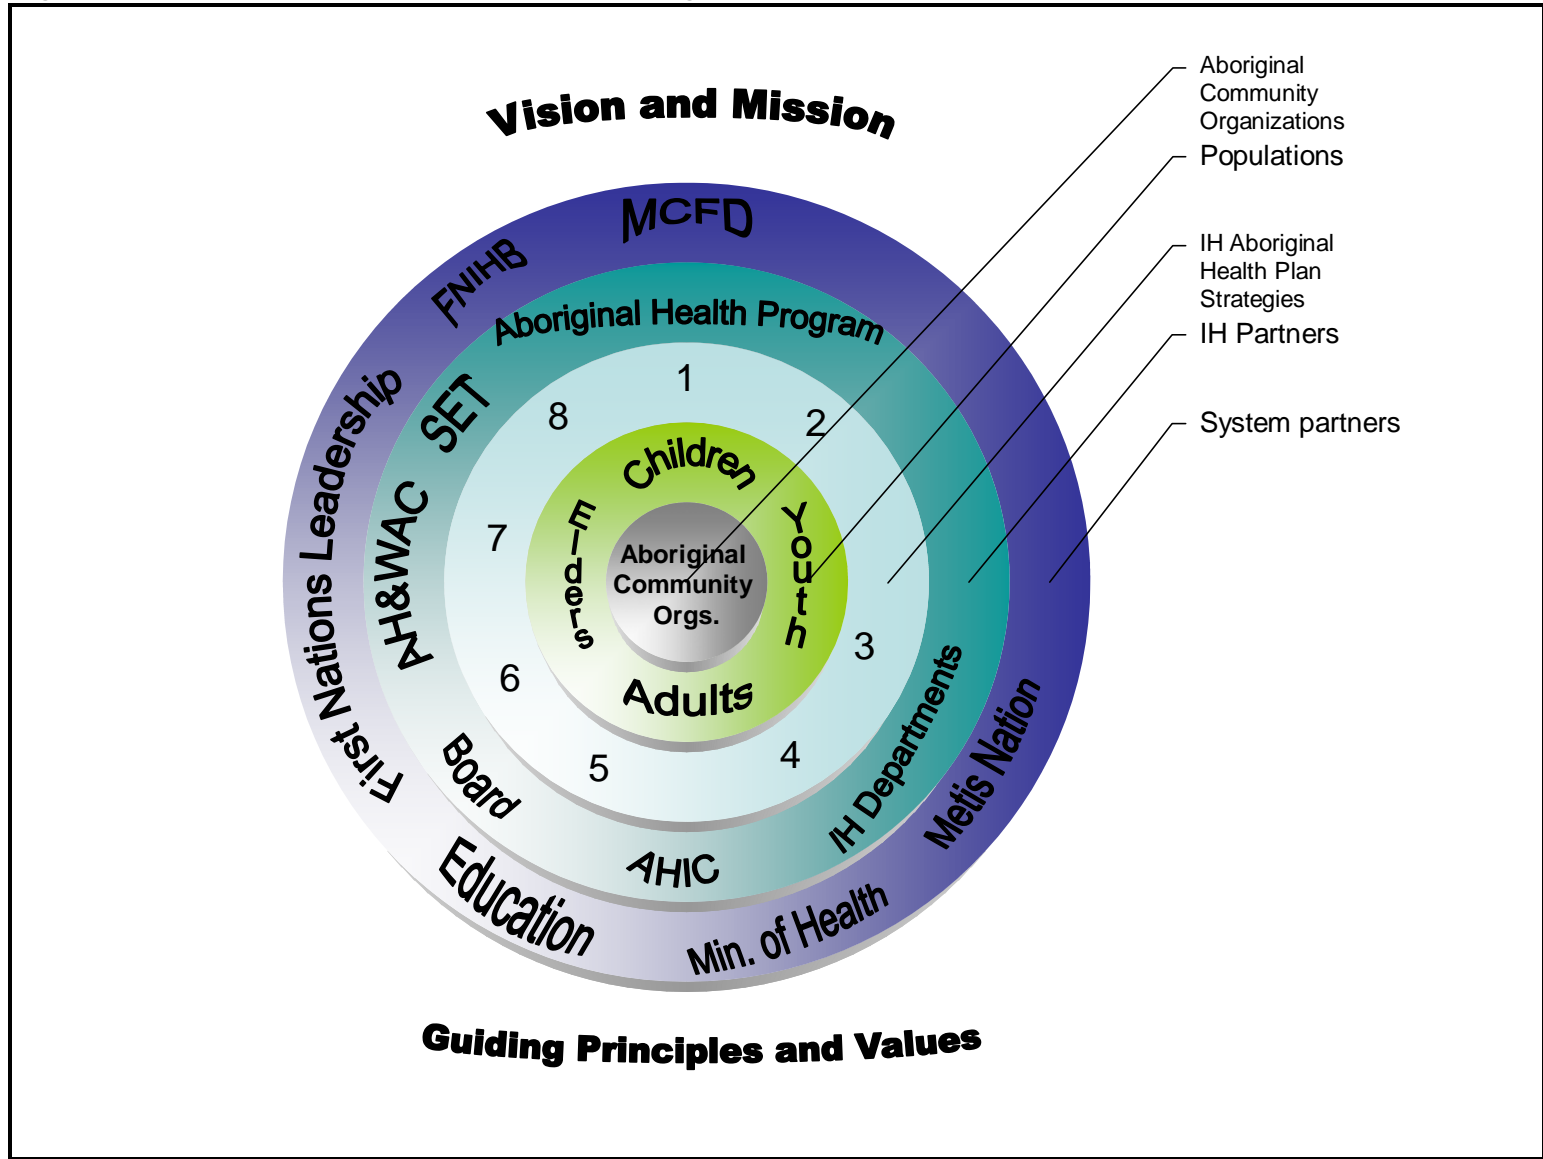 Vision and Mission
Aboriginal
Community
Organizations
Populations
IH Aboriginal
Health Plan
Strategies
IH Partners
System partners
MCFD
FNIHB
First Nations Leadership
Education
Min. of Health
Metis Nation
Aboriginal Health Program
SET
AH&WAC
Board
AHIC
IH Departments
1
2
3
4
5
6
7
8
Children
Youth
Adults
Elders
Aboriginal
Community
Orgs.
Guiding Principles and Values